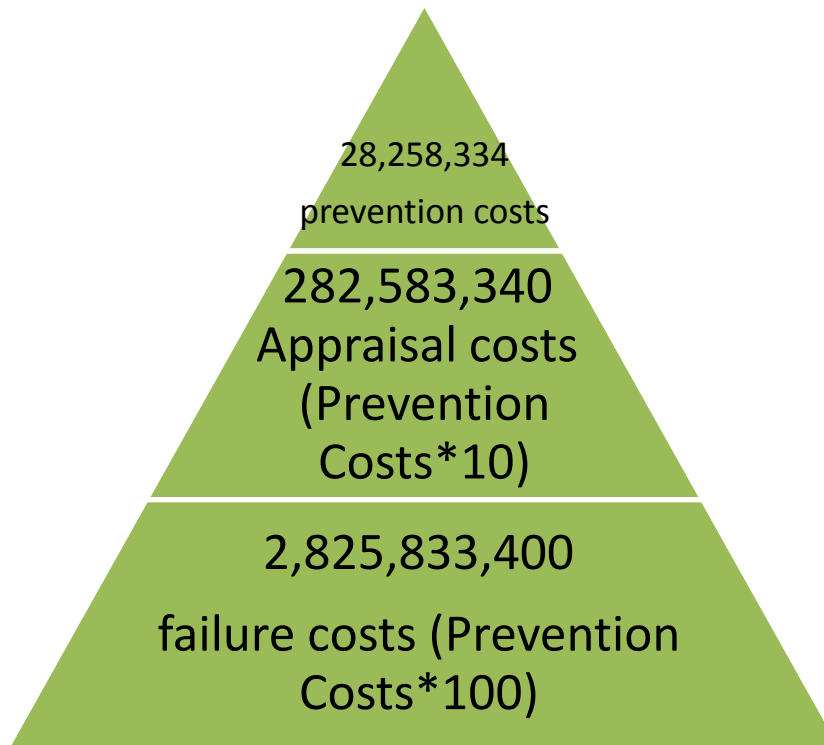 28,258,334
prevention costs
282,583,340
Appraisal costs
(Prevention
Costs*10)
2,825,833,400
failure costs (Prevention
Costs*100)